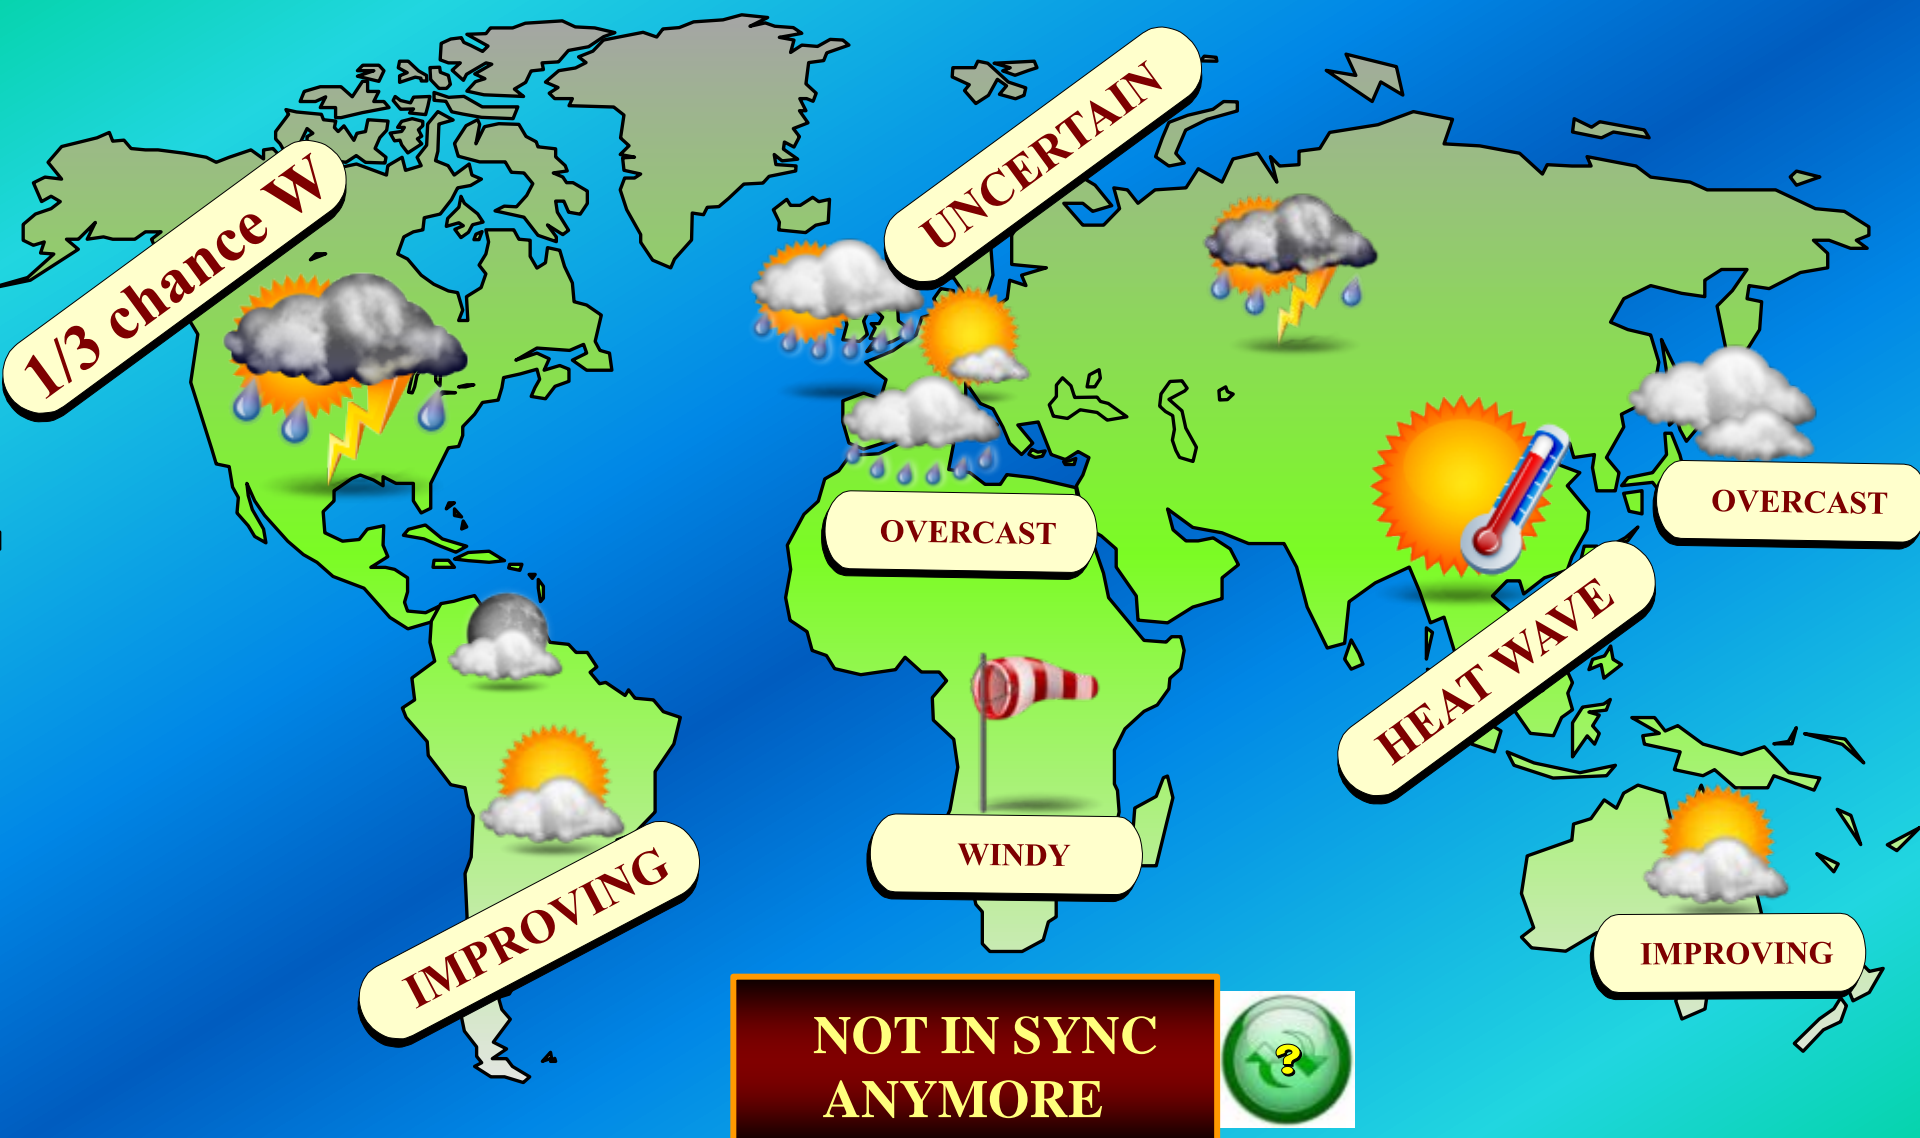 UNCERTAIN
1/3 chance W
OVERCAST
OVERCAST
HEAT WAVE
WINDY
IMPROVING
IMPROVING
NOT IN SYNC
ANYMORE
?